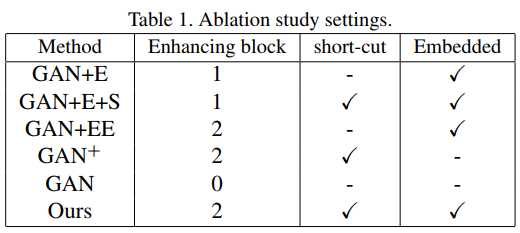 Table 1. Ablation study settings.
Method Enhancing block short-cut Embedded
GAN+E 1 - ✓
GAN+E+S 1 ✓ ✓
GAN+EE 2 - ✓
GAN⁺ 2 ✓ -
GAN 0 - -
Ours 2 ✓ ✓